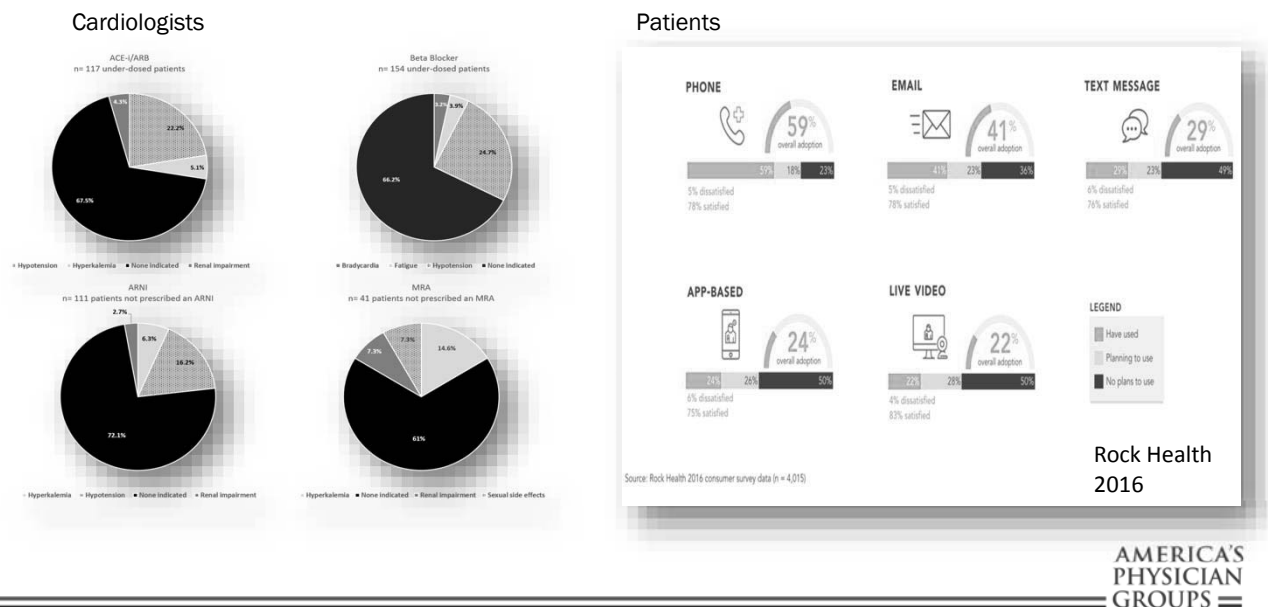 Cardiologists
ACE-i/ARB
n= 117 under-dosed patients
4.3%
22.2%
5.1%
67.5%
Hypotension Hyperkalemia None indicated Renal impairment
Beta Blocker
n= 154 under-dosed patients
3.2%
3.9%
24.7%
66.2%
Bradycardia Fatigue Hypotension None indicated
ARNI
n= 111 patients not prescribed an ARNI
2.7%
6.3%
16.2%
72.1%
Hyperkalemia Hypotension None indicated Renal impairment
MRA
n= 41 patients not prescribed an MRA
7.3%
7.3%
14.6%
61%
Hyperkalemia None indicated Renal impairment Sexual side effects
Patients
PHONE
59%
overall adoption
59% 18% 23%
5% dissatisfied
78% satisfied
EMAIL
41%
overall adoption
41% 23% 36%
5% dissatisfied
78% satisfied
TEXT MESSAGE
29%
overall adoption
29% 23% 49%
6% dissatisfied
76% satisfied
APP-BASED
24%
overall adoption
24% 26% 50%
6% dissatisfied
75% satisfied
LIVE VIDEO
22%
overall adoption
22% 28% 50%
4% dissatisfied
83% satisfied
LEGEND
Have used
Planning to use
No plans to use
Rock Health
2016
Source: Rock Health 2016 consumer survey data (n = 4,015)
AMERICA'S
PHYSICIAN
GROUPS